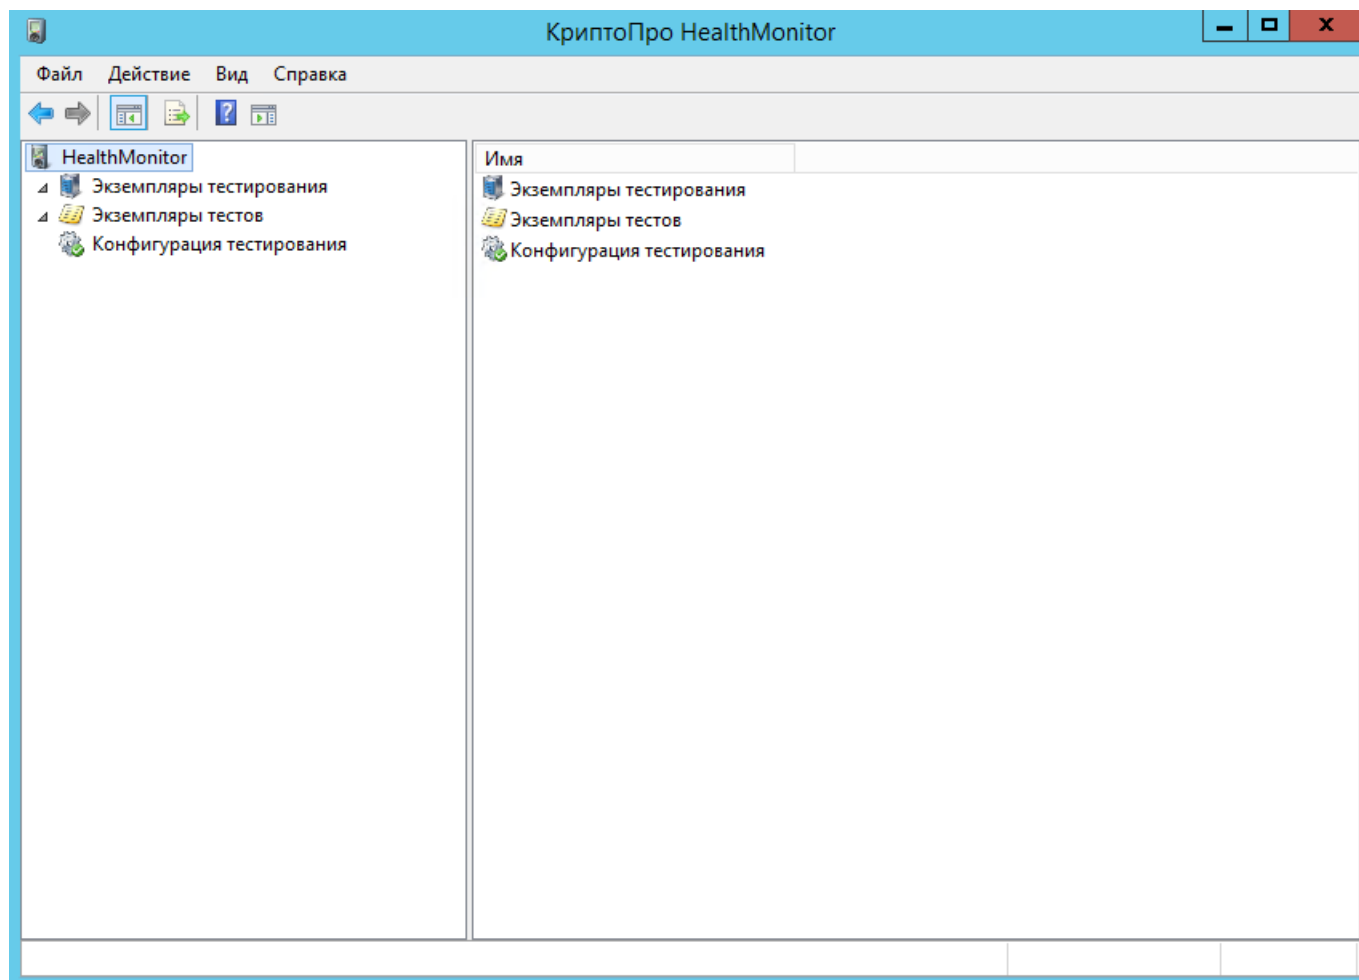 КриптоПро HealthMonitor
Файл Действие Вид Справка
HealthMonitor
Экземпляры тестирования
Экземпляры тестов
Конфигурация тестирования
Имя
Экземпляры тестирования
Экземпляры тестов
Конфигурация тестирования